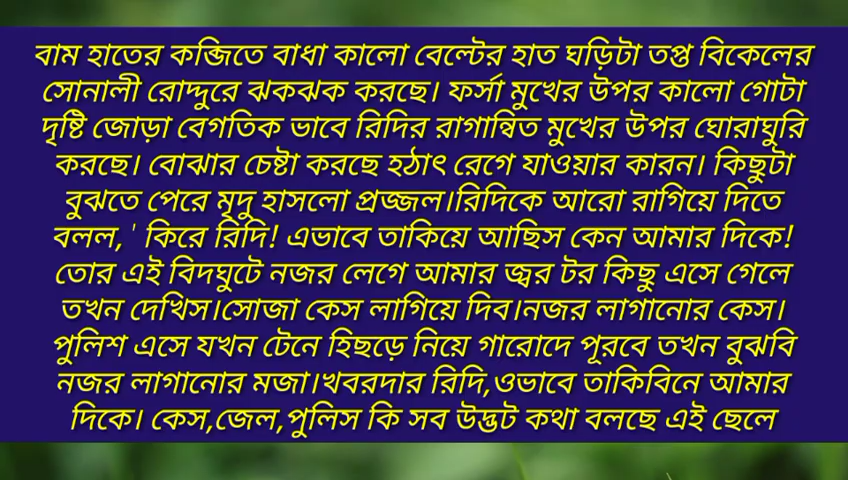 বাম হাতের কব্জিতে বাধা কালো বেল্টের হাত ঘড়িটা তপ্ত বিকেলের
সোনালী রোদ্দুরে ঝকঝক করছে। ফর্সা মুখের উপর কালো গোটা
দৃষ্টি জোড়া বেগতিক ভাবে রিদির রাগান্বিত মুখের উপর ঘোরাঘুরি
করছে। বোঝার চেষ্টা করছে হঠাৎ রেগে যাওয়ার কারন। কিছুটা
বুঝতে পেরে মৃদু হাসলো প্রজ্জল।রিদিকে আরো রাগিয়ে দিতে
বলল, ' কিরে রিদি! এভাবে তাকিয়ে আছিস কেন আমার দিকে!
তোর এই বিদঘুটে নজর লেগে আমার জ্বর টর কিছু এসে গেলে
তখন দেখিস।সোজা কেস লাগিয়ে দিব।নজর লাগানোর কেস।
পুলিশ এসে যখন টেনে হিছড়ে নিয়ে গারোদে পূরবে তখন বুঝবি
নজর লাগানোর মজা।খবরদার রিদি,ওভাবে তাকিবিনে আমার
দিকে। কেস,জেল,পুলিস কি সব উদ্ভট কথা বলছে এই ছেলে